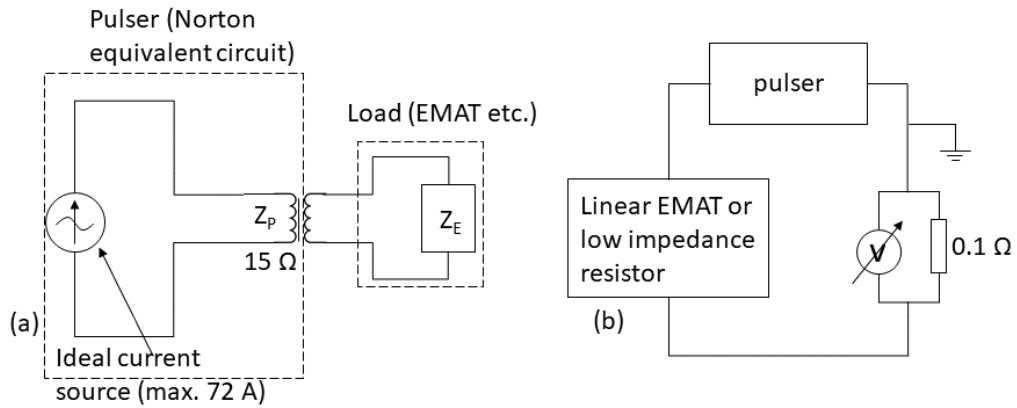 Pulser (Norton
equivalent circuit)
Load (EMAT etc.)
Z_P
15 Ω
Z_E
(a)
Ideal current
source (max. 72 A)
pulser
Linear EMAT or
low impedance
resistor
V
0.1 Ω
(b)